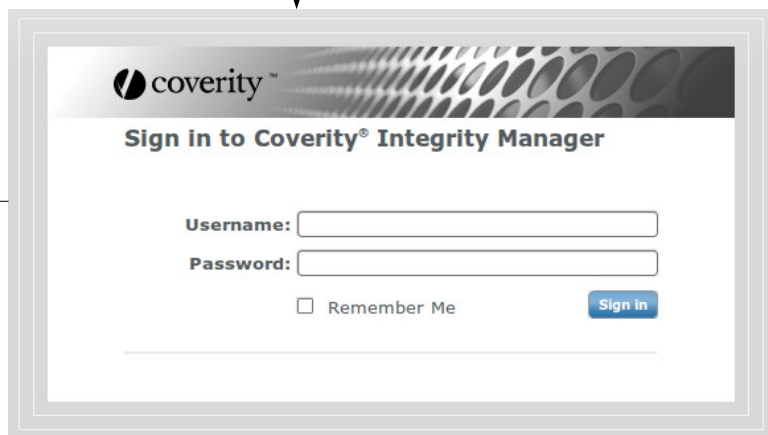 coverity™
Sign in to Coverity® Integrity Manager
Username:
Password:
Remember Me
Sign in